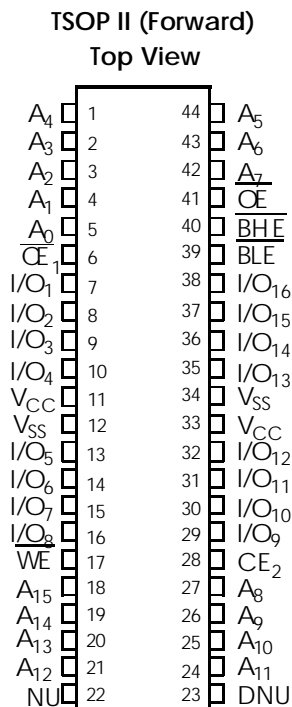 TSOP II (Forward)
Top View
A4 1 44 A5
A3 2 43 A6
A2 3 42 A7
A1 4 41 OE
A0 5 40 BHE
CE1 6 39 BLE
I/O1 7 38 I/O16
I/O2 8 37 I/O15
I/O3 9 36 I/O14
I/O4 10 35 I/O13
VCC 11 34 VSS
VSS 12 33 VCC
I/O5 13 32 I/O12
I/O6 14 31 I/O11
I/O7 15 30 I/O10
I/O8 16 29 I/O9
WE 17 28 CE2
A15 18 27 A8
A14 19 26 A9
A13 20 25 A10
A12 21 24 A11
NU 22 23 DNU